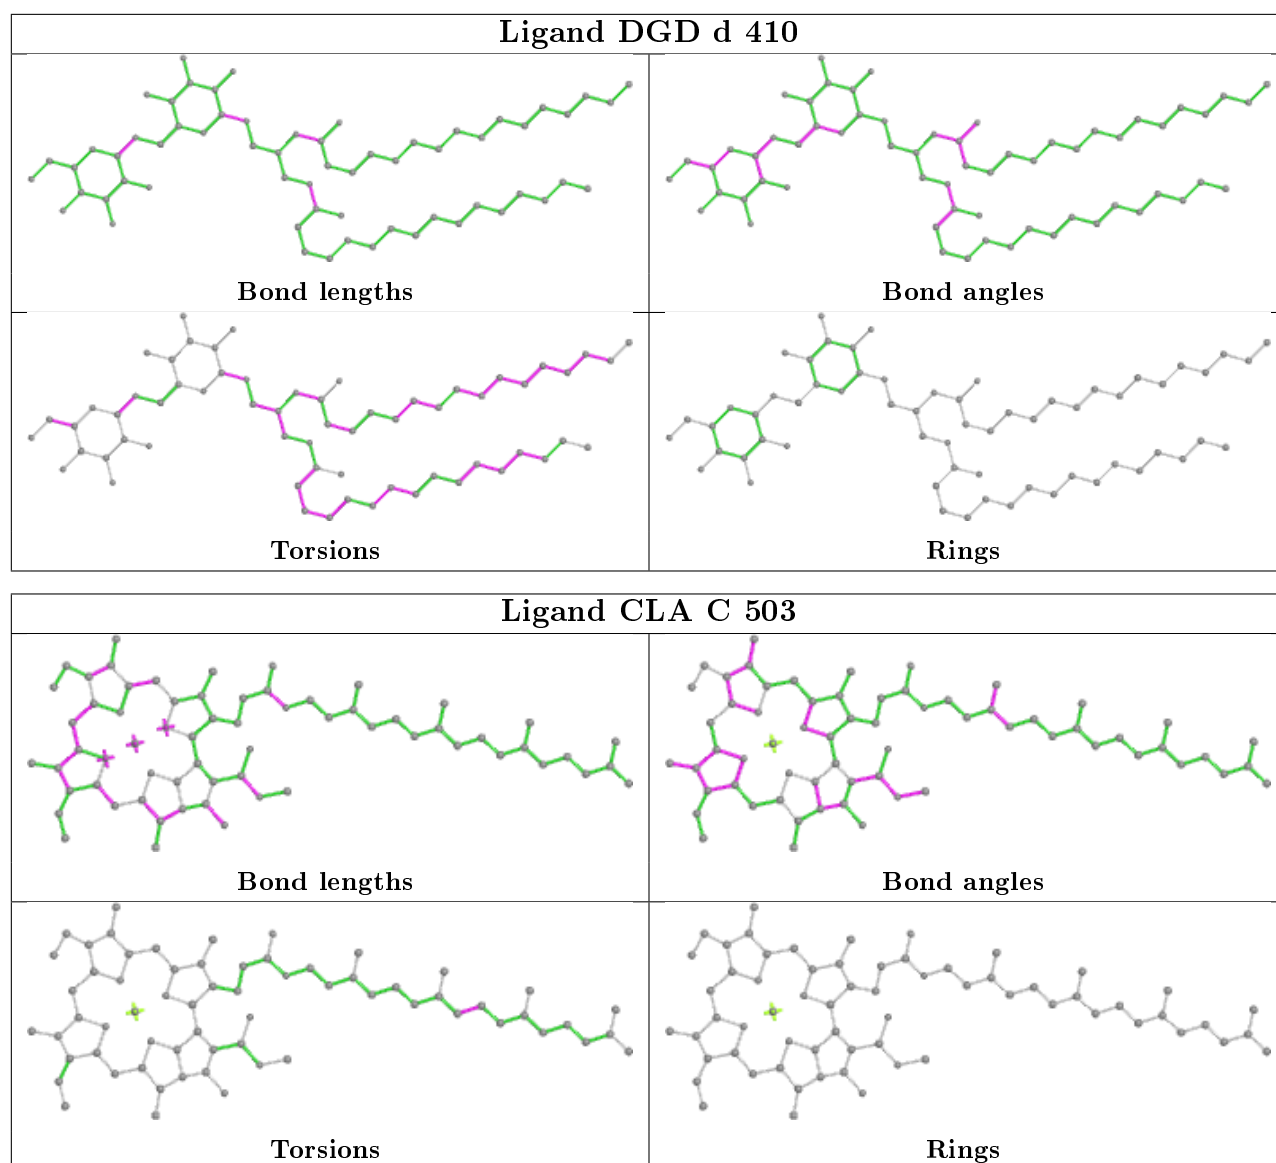 Ligand DGD d 410
Bond lengths
Bond angles
Torsions
Rings
Ligand CLA C 503
Bond lengths
Bond angles
Torsions
Rings